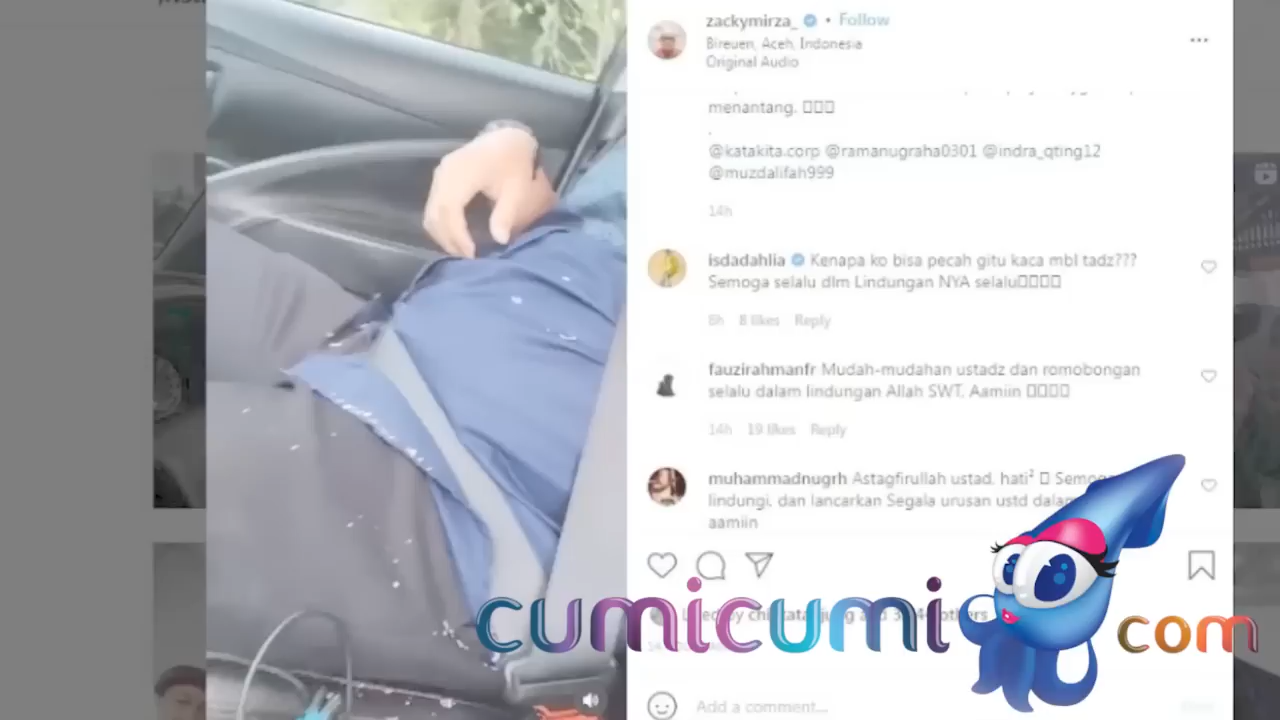 zackymirza_ • Follow
Bireuen, Aceh, Indonesia
Original Audio
menantang.
.
@katakita.corp @ramanugraha0301 @indra_qting12
@muzdalifah999
14h
isdadahlia Kenapa ko bisa pecah gitu kaca mbl tadz???
Semoga selalu dlm Lindungan NYA selalu
6h 8 likes Reply
fauzirahmanfr Mudah-mudahan ustadz dan romobongan
selalu dalam lindungan Allah SWT, Aamiin
14h 19 likes Reply
muhammadnugrh Astagfirullah ustad, hati²
lindungi, dan lancarkan Segala urusan ustd
aamiin
cumicumi.com
Add a comment...